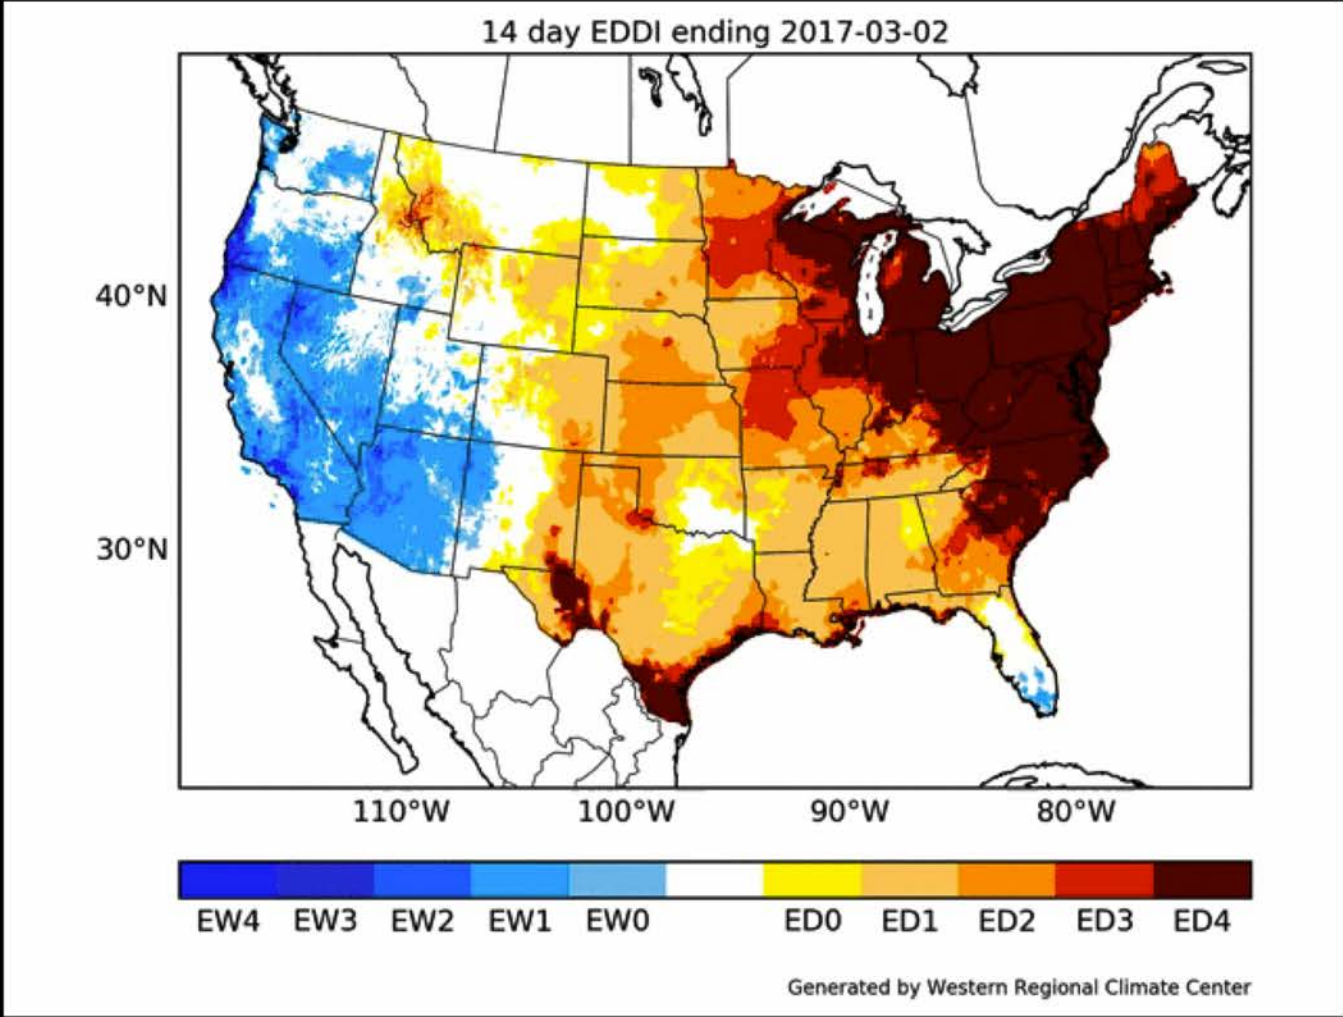 14 day EDDI ending 2017-03-02
40°N
30°N
110°W 100°W 90°W 80°W
EW4 EW3 EW2 EW1 EW0 ED0 ED1 ED2 ED3 ED4
Generated by Western Regional Climate Center